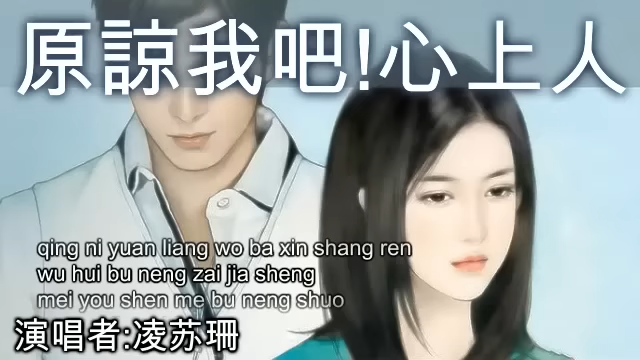 原諒我吧!心上人
qing ni yuan liang wo ba xin shang ren
wu hui bu neng zai jia sheng
mei you shen me bu neng shuo
演唱者:凌苏珊